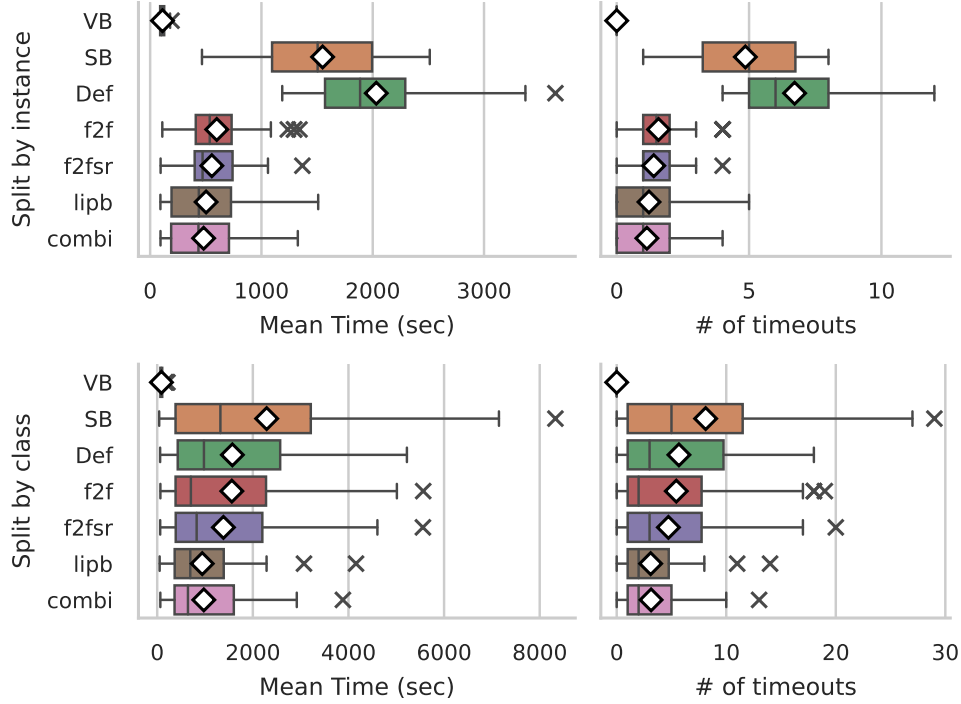 Split by instance
VB
SB
Def
f2f
f2fsr
lipb
combi
0 1000 2000 3000
Mean Time (sec)
0 5 10
# of timeouts
Split by class
VB
SB
Def
f2f
f2fsr
lipb
combi
0 2000 4000 6000 8000
Mean Time (sec)
0 10 20 30
# of timeouts